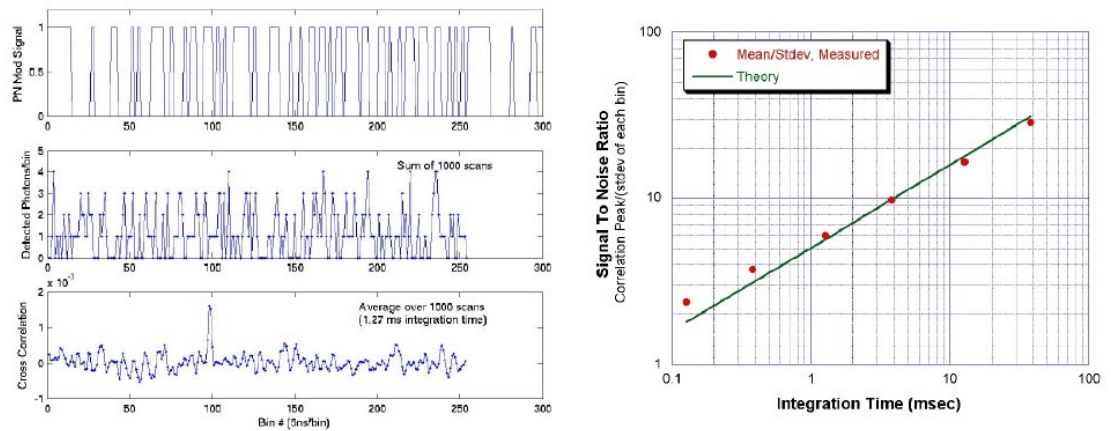 PN Mod Signal
1
0.5
0
0 50 100 150 200 250 300
Detected Photons/bin
Sum of 1000 scans
5
4
3
2
1
0
0 50 100 150 200 250 300
x 10⁻³
Cross Correlation
Average over 1000 scans
(1.27 ms integration time)
2
1
0
-1
0 50 100 150 200 250 300
Bin # (5ns/bin)
Signal To Noise Ratio
Correlation Peak/(stdev of each bin)
100
10
1
Mean/Stdev, Measured
Theory
0.1 1 10 100
Integration Time (msec)